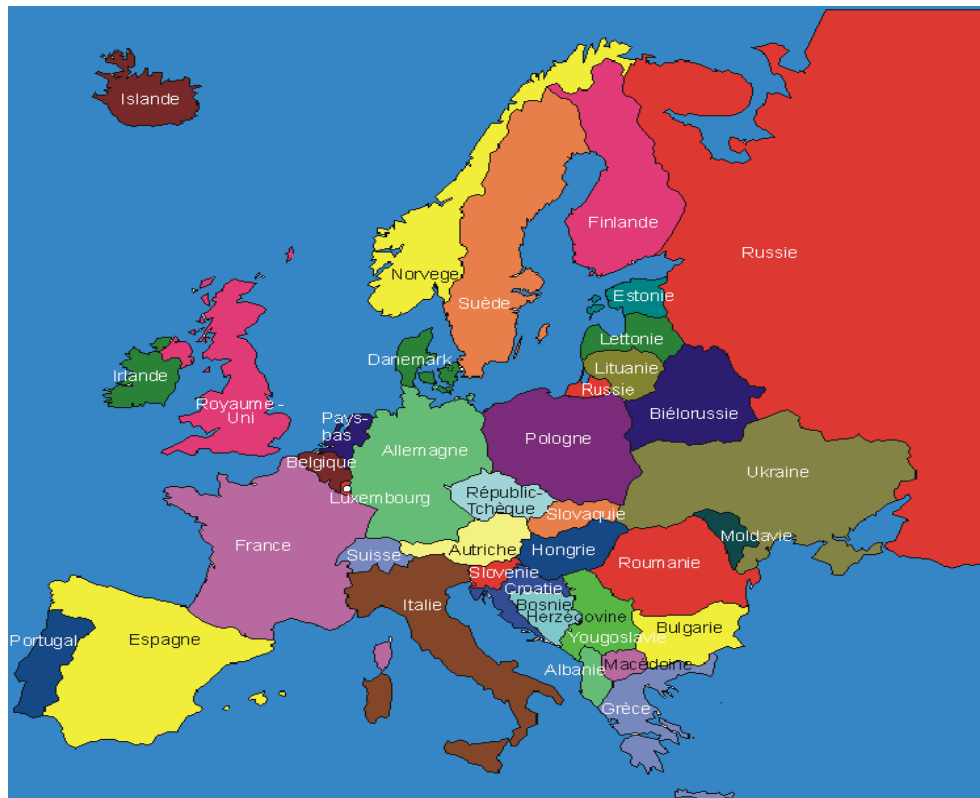 Islande
Finlande
Russie
Norvege
Suède
Estonie
Lettonie
Danemark
Lituanie
Irlande
Russie
Royaume-
Uni
Biélorussie
Pays-
bas
Allemagne
Pologne
Belgique
Ukraine
Républic-
Tchèque
Luxembourg
Slovaquie
Moldavie
France
Suisse
Autriche
Hongrie
Roumanie
Slovenie
Croatie
Italie
Bosnie
Herzégovine
Bulgarie
Portugal
Espagne
Yougoslavie
Albanie
Macédoine
Grèce